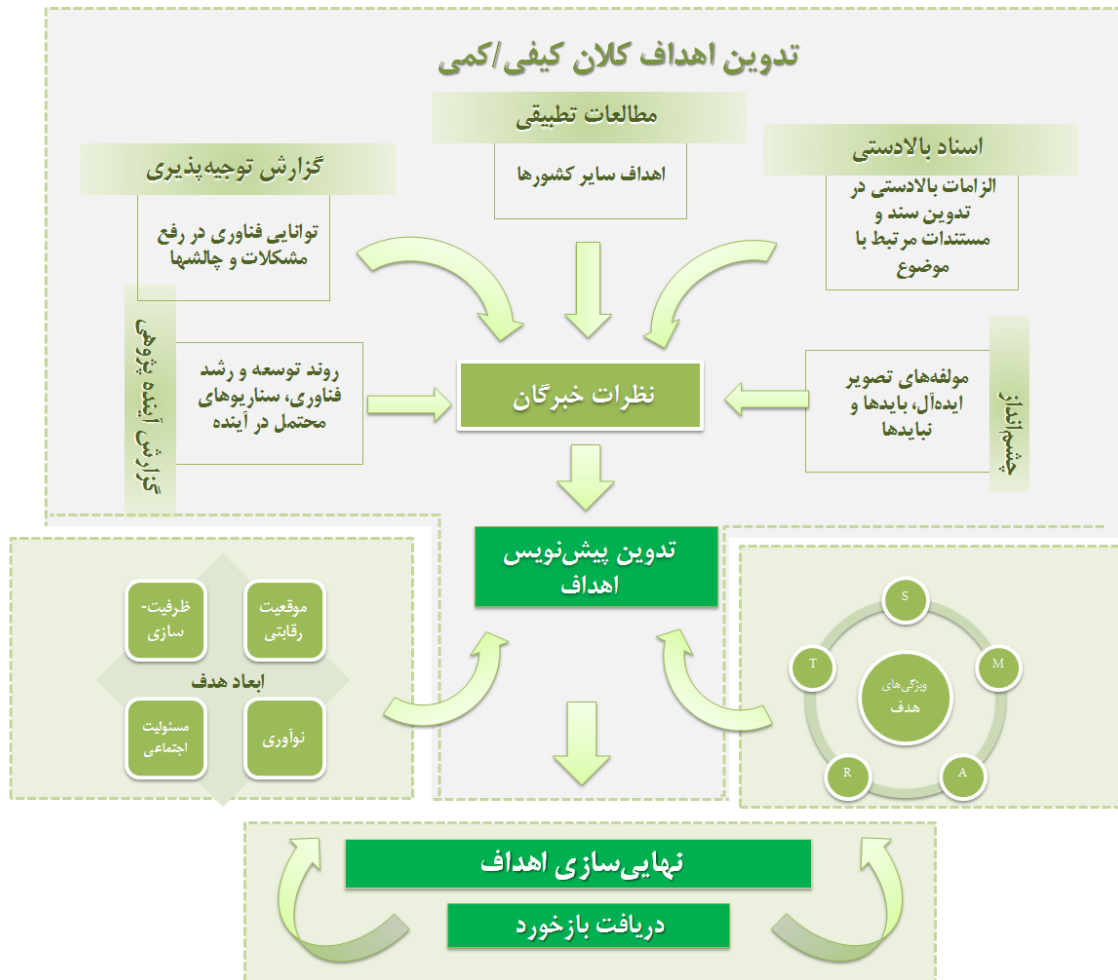 تدوین اهداف کلان کیفی/کمی
اسناد بالادستی
الزامات بالادستی در
تدوین سند و
مستندات مرتبط با
موضوع
مطالعات تطبیقی
اهداف سایر کشورها
گزارش توجیه‌پذیری
توانایی فناوری در رفع
مشکلات و چالشها
چشم‌انداز
مولفه‌های تصویر
ایده‌آل، بایدها و
نبایدها
نظرات خبرگان
گزارش آینده پژوهی
روند توسعه و رشد
فناوری، سناریوهای
محتمل در آینده
تدوین پیش‌نویس
اهداف
ویژگی‌های
هدف
S
M
A
R
T
موقعیت
رقابتی
ظرفیت-
سازی
ابعاد هدف
نوآوری
مسئولیت
اجتماعی
نهایی‌سازی اهداف
دریافت بازخورد